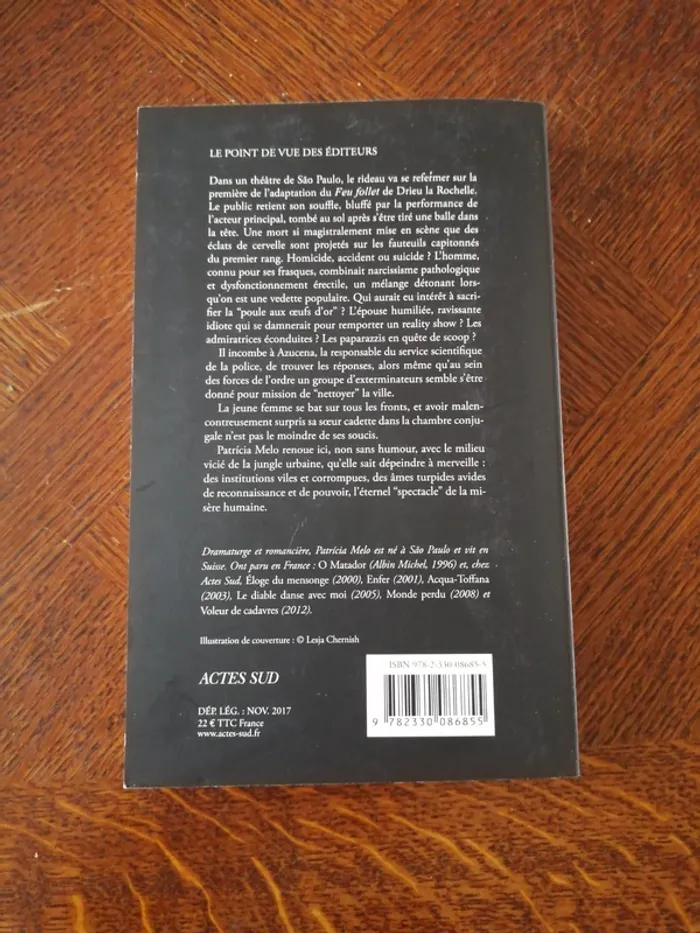 LE POINT DE VUE DES ÉDITEURS
Dans un théâtre de São Paulo, le rideau va se refermer sur la
première de l'adaptation du Feu follet de Drieu la Rochelle.
Le public retient son souffle, bluffé par la performance de
l'acteur principal, tombé au sol après s'être tiré une balle dans
la tête. Une mort si magistralement mise en scène que des
éclats de cervelle sont projetés sur les fauteuils capitonnés
du premier rang. Homicide, accident ou suicide ? L'homme,
connu pour ses frasques, combinait narcissisme pathologique
et dysfonctionnement érectile, un mélange détonant lors-
qu'on est une vedette populaire. Qui aurait eu intérêt à sacri-
fier la "poule aux œufs d'or" ? L'épouse humiliée, ravissante
idiote qui se damnerait pour remporter un reality show ? Les
admiratrices éconduites ? Les paparazzis en quête de scoop ?
Il incombe à Azucena, la responsable du service scientifique
de la police, de trouver les réponses, alors même qu'au sein
des forces de l'ordre un groupe d'exterminateurs semble s'être
donné pour mission de "nettoyer" la ville.
La jeune femme se bat sur tous les fronts, et avoir malen-
contreusement surpris sa sœur cadette dans la chambre conju-
gale n'est pas le moindre de ses soucis.
Patrícia Melo renoue ici, non sans humour, avec le milieu
vicié de la jungle urbaine, qu'elle sait dépeindre à merveille :
des institutions viles et corrompues, des âmes turpides avides
de reconnaissance et de pouvoir, l'éternel "spectacle" de la mi-
sère humaine.
Dramaturge et romancière, Patrícia Melo est né à São Paulo et vit en
Suisse. Ont paru en France : O Matador (Albin Michel, 1996) et, chez
Actes Sud, Éloge du mensonge (2000), Enfer (2001), Acqua-Toffana
(2003), Le diable danse avec moi (2005), Monde perdu (2008) et
Voleur de cadavres (2012).
Illustration de couverture : © Lesja Chernish
ISBN 978-2-330-08685-5
ACTES SUD
DÉP. LÉG. : NOV. 2017
22 € TTC France
www.actes-sud.fr
9 782330 086855